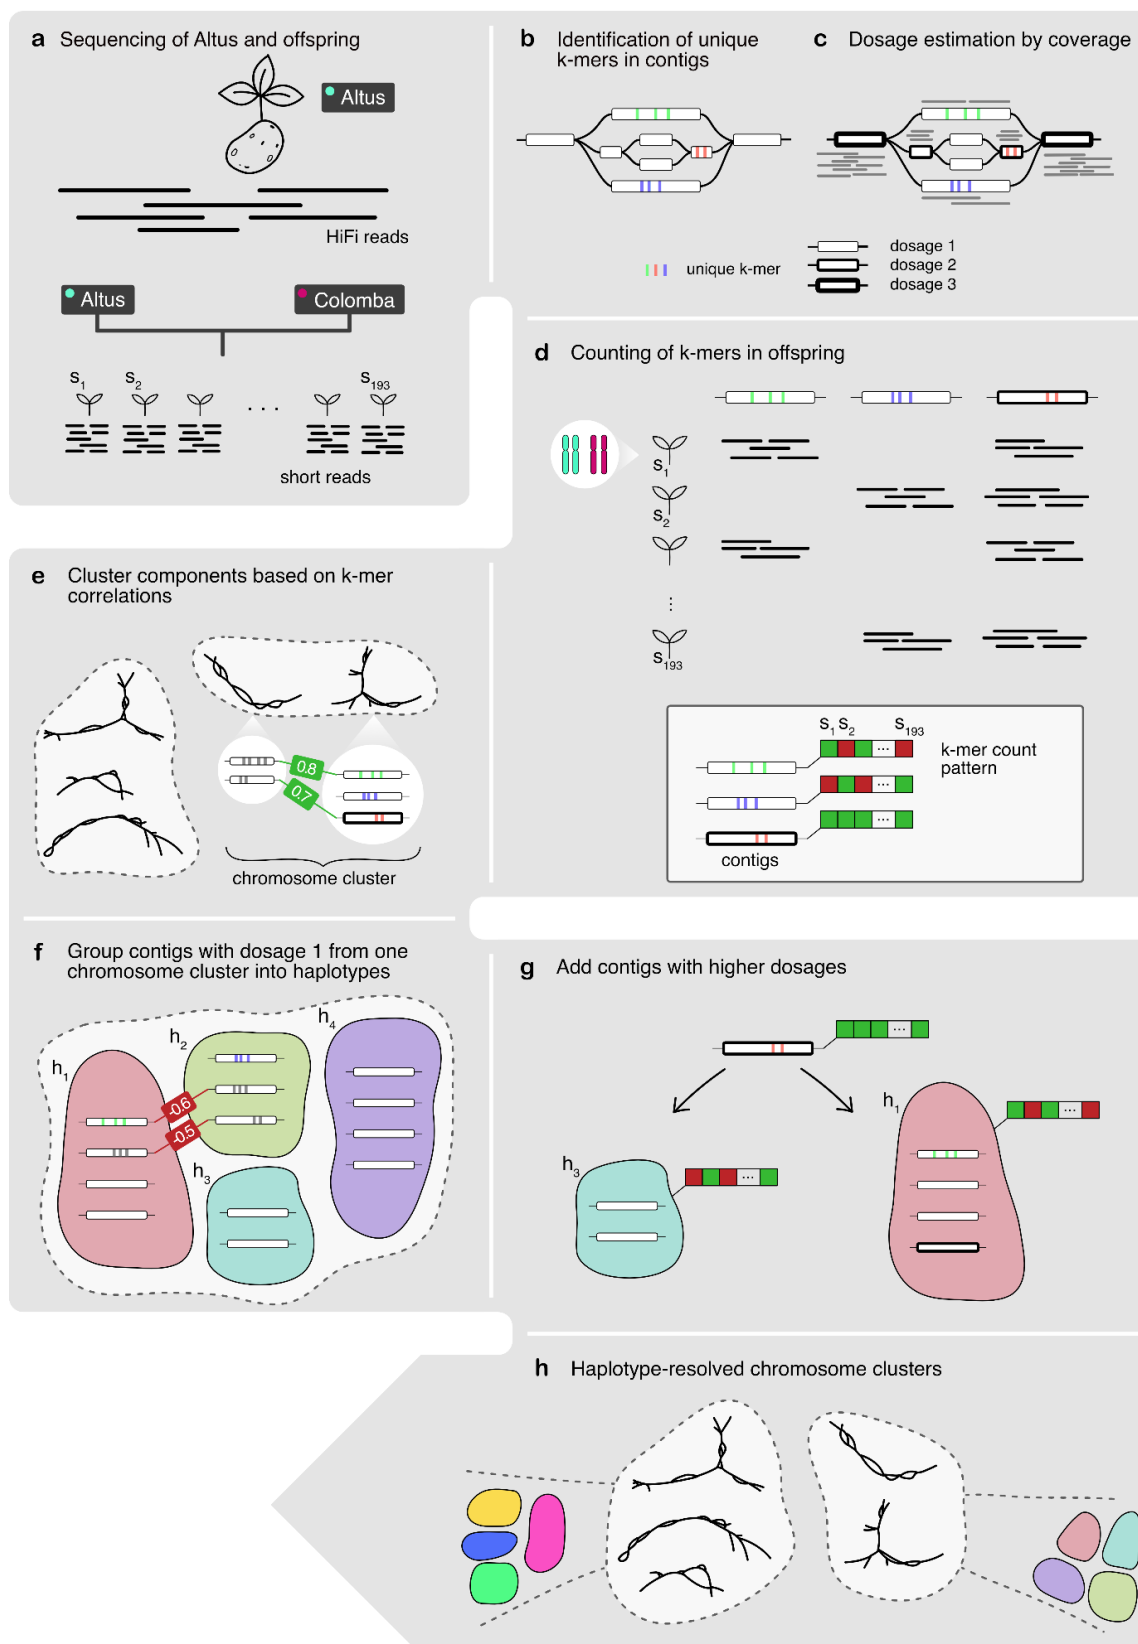 a Sequencing of Altus and offspring
Altus
HiFi reads
Altus
Colomba
S1 S2 . . . S193
short reads
b Identification of unique
k-mers in contigs
unique k-mer
c Dosage estimation by coverage
dosage 1
dosage 2
dosage 3
d Counting of k-mers in offspring
S1
S2
...
S193
S1 S2 S193
...
...
...
k-mer count
pattern
contigs
e Cluster components based on k-mer
correlations
0.8
0.7
chromosome cluster
f Group contigs with dosage 1 from one
chromosome cluster into haplotypes
h1
h2
h4
-0.6
-0.5
h3
g Add contigs with higher dosages
...
h1
...
h3
...
h Haplotype-resolved chromosome clusters